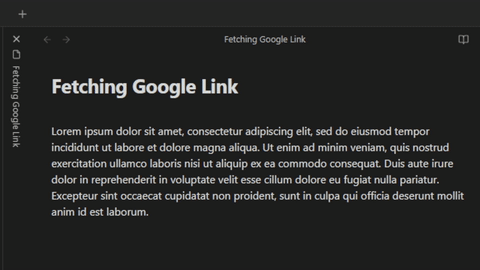 Fetching Google Link
Fetching Google Link
Fetching Google Link
Lorem ipsum dolor sit amet, consectetur adipiscing elit, sed do eiusmod tempor
incididunt ut labore et dolore magna aliqua. Ut enim ad minim veniam, quis nostrud
exercitation ullamco laboris nisi ut aliquip ex ea commodo consequat. Duis aute irure
dolor in reprehenderit in voluptate velit esse cillum dolore eu fugiat nulla pariatur.
Excepteur sint occaecat cupidatat non proident, sunt in culpa qui officia deserunt mollit
anim id est laborum.